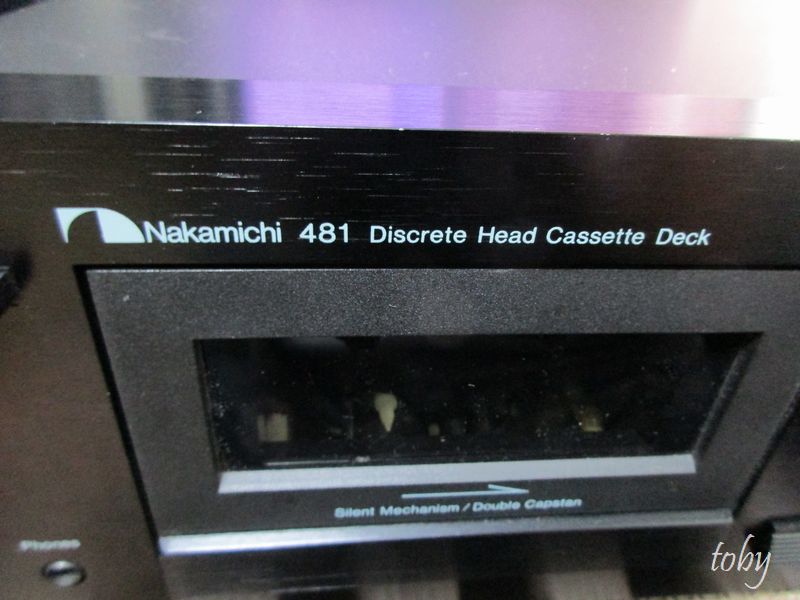 Nakamichi 481 Discrete Head Cassette Deck
Silent Mechanism / Double Capstan
Phones
toby